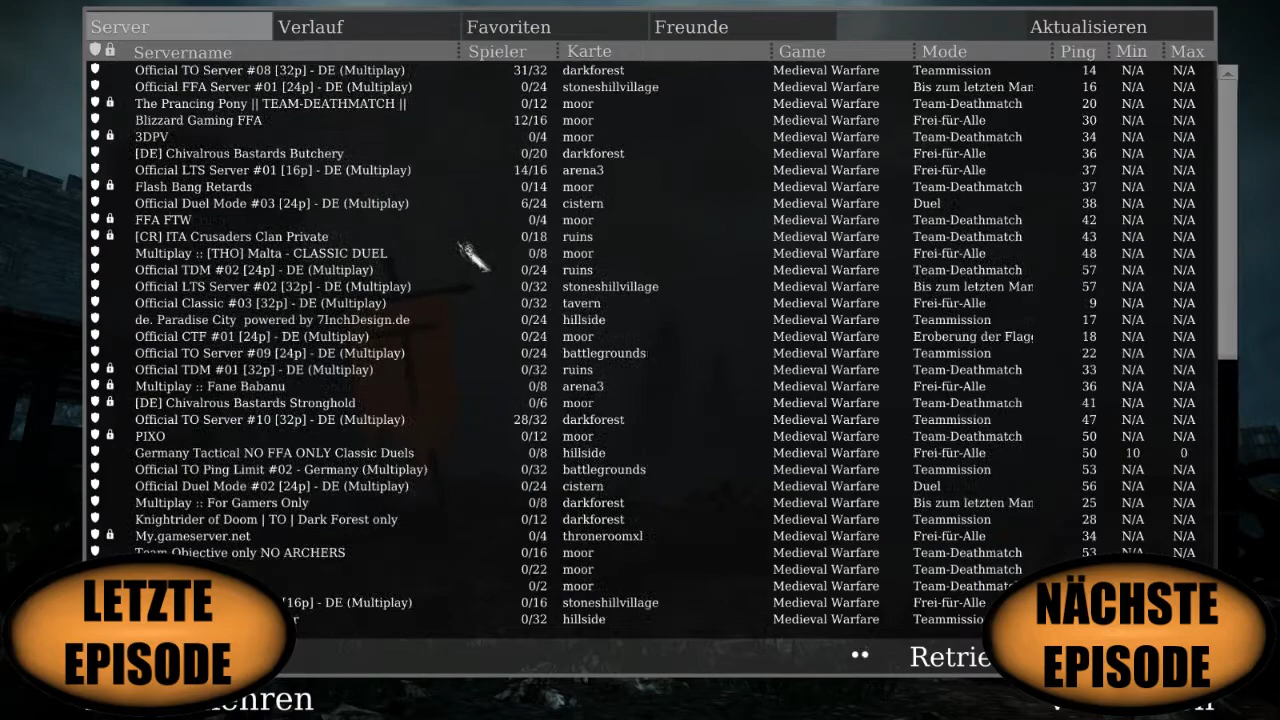 Server Verlauf Favoriten Freunde Aktualisieren
Servername Spieler Karte Game Mode Ping Min Max
Official TO Server #08 [32p] - DE (Multiplay) 31/32 darkforest Medieval Warfare Teammission 14 N/A N/A
Official FFA Server #01 [24p] - DE (Multiplay) 0/24 stoneshillvillage Medieval Warfare Bis zum letzten Man 16 N/A N/A
The Prancing Pony || TEAM-DEATHMATCH || 0/12 moor Medieval Warfare Team-Deathmatch 20 N/A N/A
Blizzard Gaming FFA 12/16 moor Medieval Warfare Frei-für-Alle 30 N/A N/A
3DPV 0/4 moor Medieval Warfare Team-Deathmatch 34 N/A N/A
[DE] Chivalrous Bastards Butchery 0/20 darkforest Medieval Warfare Frei-für-Alle 36 N/A N/A
Official LTS Server #01 [16p] - DE (Multiplay) 14/16 arena3 Medieval Warfare Frei-für-Alle 37 N/A N/A
Flash Bang Retards 0/14 moor Medieval Warfare Team-Deathmatch 37 N/A N/A
Official Duel Mode #03 [24p] - DE (Multiplay) 6/24 cistern Medieval Warfare Duel 38 N/A N/A
FFA FTW 0/4 moor Medieval Warfare Team-Deathmatch 42 N/A N/A
[CR] ITA Crusaders Clan Private 0/18 ruins Medieval Warfare Team-Deathmatch 43 N/A N/A
Multiplay :: [THO] Malta - CLASSIC DUEL 0/8 moor Medieval Warfare Frei-für-Alle 48 N/A N/A
Official TDM #02 [24p] - DE (Multiplay) 0/24 ruins Medieval Warfare Team-Deathmatch 57 N/A N/A
Official LTS Server #02 [32p] - DE (Multiplay) 0/32 stoneshillvillage Medieval Warfare Bis zum letzten Man 57 N/A N/A
Official Classic #03 [32p] - DE (Multiplay) 0/32 tavern Medieval Warfare Frei-für-Alle 9 N/A N/A
de. Paradise City powered by 7InchDesign.de 0/24 hillside Medieval Warfare Teammission 17 N/A N/A
Official CTF #01 [24p] - DE (Multiplay) 0/24 moor Medieval Warfare Eroberung der Flagg 18 N/A N/A
Official TO Server #09 [24p] - DE (Multiplay) 0/24 battlegrounds Medieval Warfare Teammission 22 N/A N/A
Official TDM #01 [32p] - DE (Multiplay) 0/32 ruins Medieval Warfare Team-Deathmatch 33 N/A N/A
Multiplay :: Fane Babanu 0/8 arena3 Medieval Warfare Frei-für-Alle 36 N/A N/A
[DE] Chivalrous Bastards Stronghold 0/6 moor Medieval Warfare Team-Deathmatch 41 N/A N/A
Official TO Server #10 [32p] - DE (Multiplay) 28/32 darkforest Medieval Warfare Teammission 47 N/A N/A
PIXO 0/12 moor Medieval Warfare Team-Deathmatch 50 N/A N/A
Germany Tactical NO FFA ONLY Classic Duels 0/8 hillside Medieval Warfare Frei-für-Alle 50 10 0
Official TO Ping Limit #02 - Germany (Multiplay) 0/32 battlegrounds Medieval Warfare Teammission 53 N/A N/A
Official Duel Mode #02 [24p] - DE (Multiplay) 0/24 cistern Medieval Warfare Duel 56 N/A N/A
Multiplay :: For Gamers Only 0/8 darkforest Medieval Warfare Bis zum letzten Man 25 N/A N/A
Knightrider of Doom | TO | Dark Forest only 0/12 darkforest Medieval Warfare Teammission 28 N/A N/A
My.gameserver.net 0/4 throneroomxl Medieval Warfare Frei-für-Alle 34 N/A N/A
Team Objective only NO ARCHERS 0/16 moor Medieval Warfare Team-Deathmatch 53 N/A N/A
0/22 moor Medieval Warfare Team-Deathmatch
0/2 moor Medieval Warfare Team-Deathma
[16p] - DE (Multiplay) 0/16 stoneshillvillage Medieval Warfare Frei-für-Alle
0/32 hillside Medieval Warfare Teammissio
LETZTE
EPISODE
NÄCHSTE
EPISODE
•• Retrie